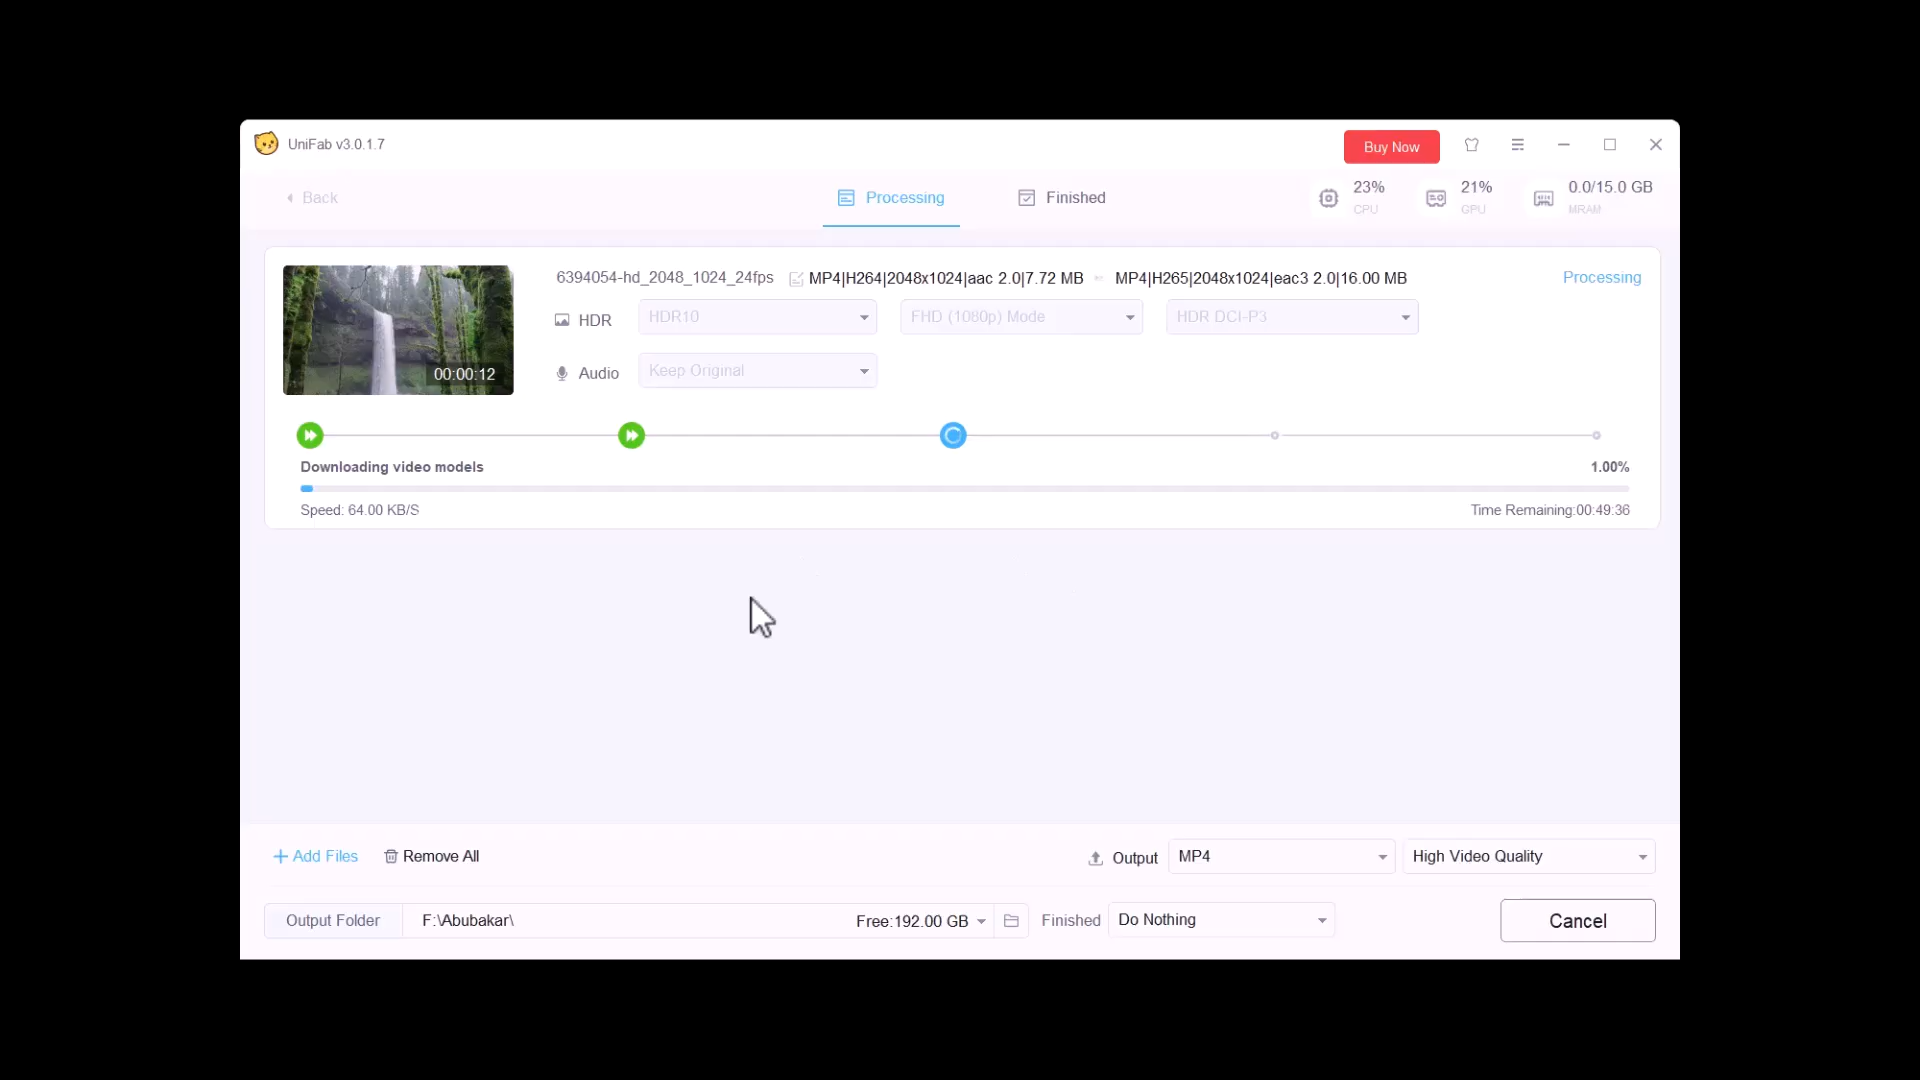 UniFab v3.0.1.7
Buy Now
Back
Processing
Finished
23%
CPU
21%
GPU
0.0/15.0 GB
MRAM
6394054-hd_2048_1024_24fps
MP4|H264|2048x1024|aac 2.0|7.72 MB
MP4|H265|2048x1024|eac3 2.0|16.00 MB
Processing
HDR
HDR10
FHD (1080p) Mode
HDR DCI-P3
00:00:12
Audio
Keep Original
Downloading video models
1.00%
Speed: 64.00 KB/S
Time Remaining:00:49:36
Add Files
Remove All
Output
MP4
High Video Quality
Output Folder
F:\Abubakar\
Free:192.00 GB
Finished
Do Nothing
Cancel